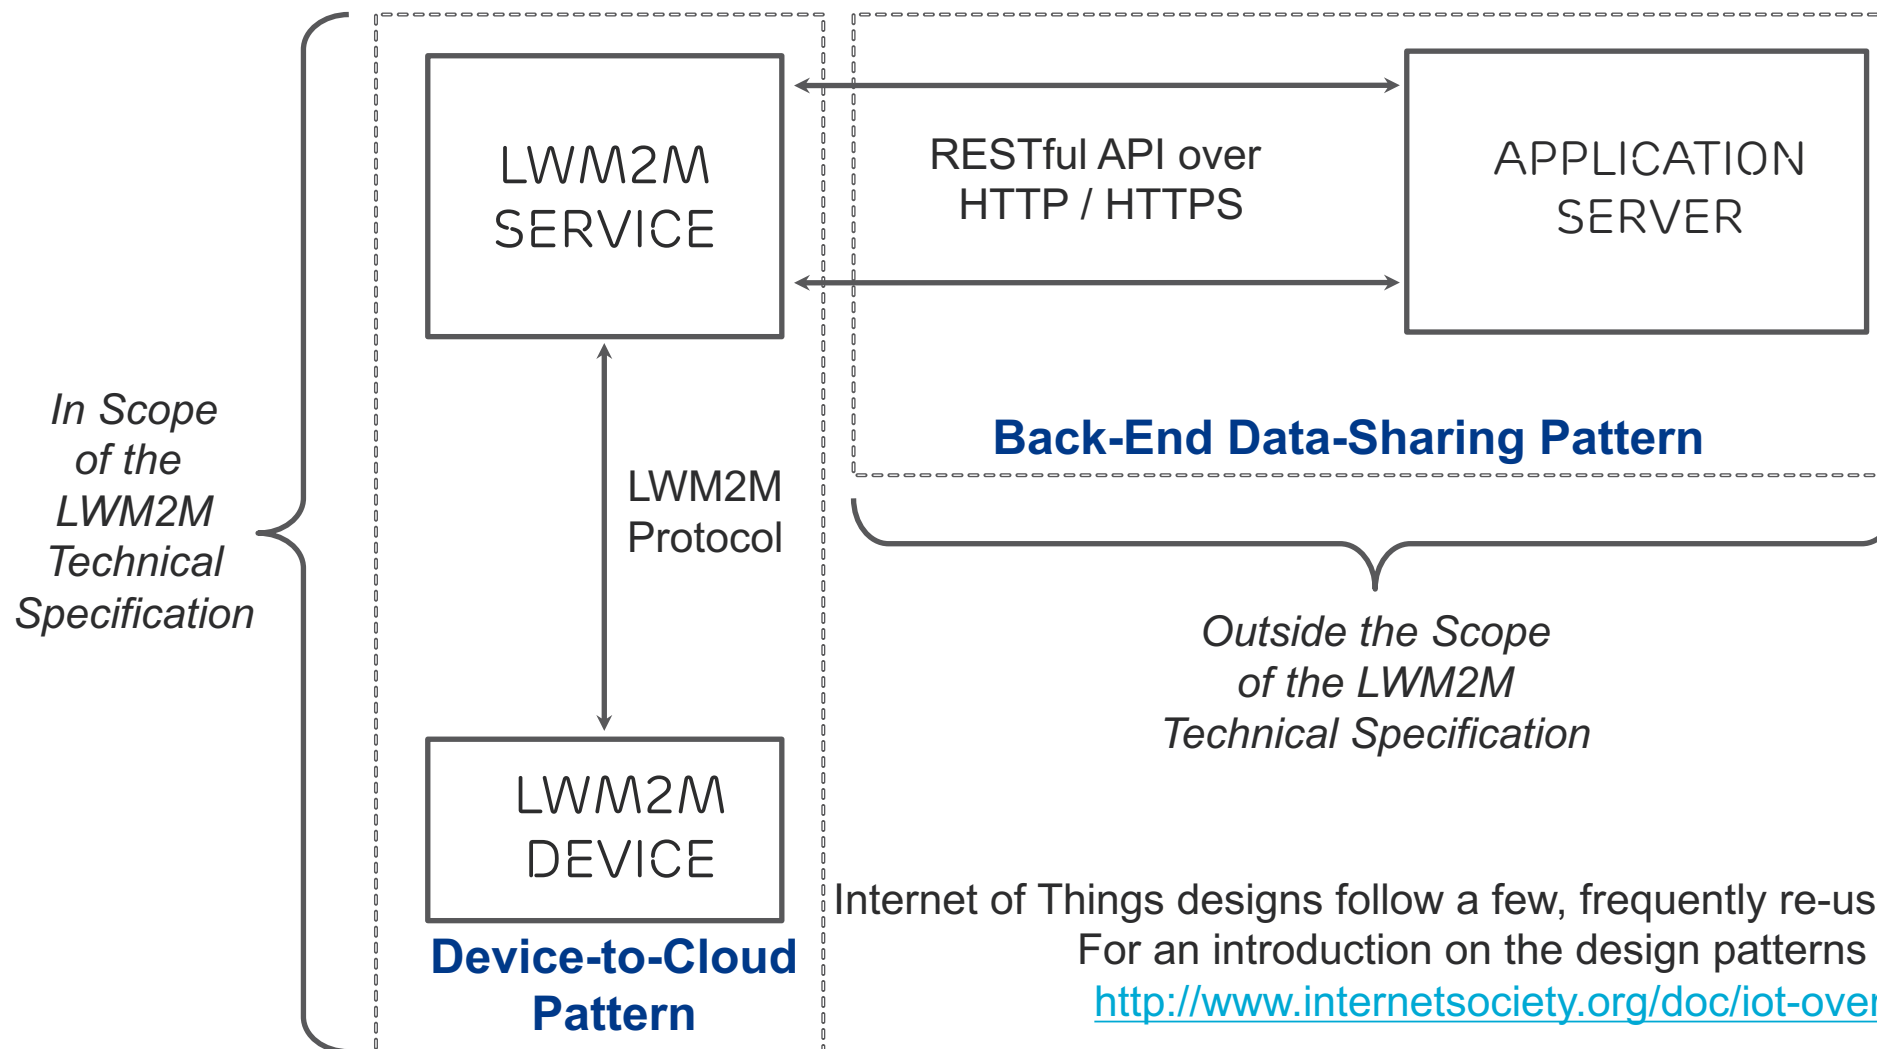 LWM2M
SERVICE
RESTful API over
HTTP / HTTPS
APPLICATION
SERVER
Back-End Data-Sharing Pattern
In Scope
of the
LWM2M
Technical
Specification
LWM2M
Protocol
Outside the Scope
of the LWM2M
Technical Specification
LWM2M
DEVICE
Device-to-Cloud
Pattern
Internet of Things designs follow a few, frequently re-us
For an introduction on the design patterns
http://www.internetsociety.org/doc/iot-over